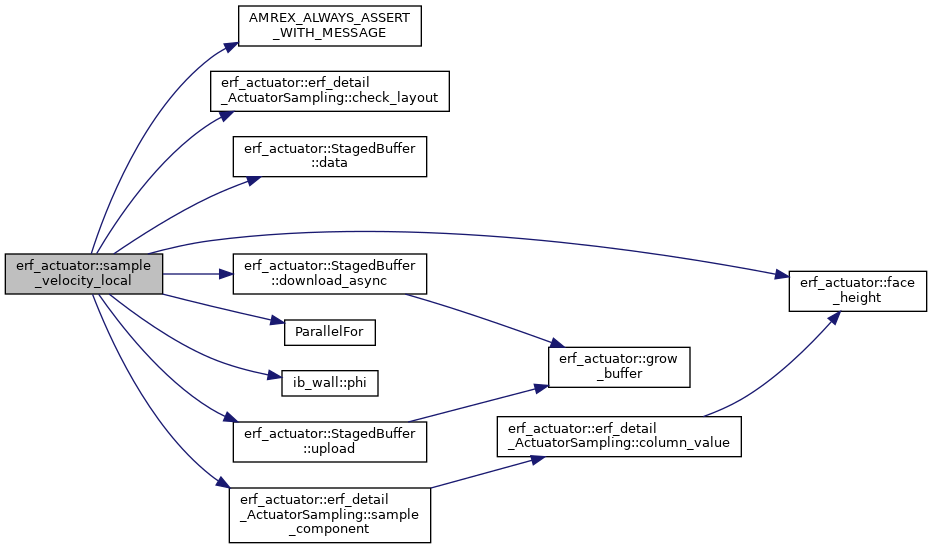 AMREX_ALWAYS_ASSERT
_WITH_MESSAGE
erf_actuator::erf_detail
_ActuatorSampling::check_layout
erf_actuator::StagedBuffer
::data
erf_actuator::sample
_velocity_local
erf_actuator::StagedBuffer
::download_async
erf_actuator::face
_height
ParallelFor
erf_actuator::grow
_buffer
ib_wall::phi
erf_actuator::StagedBuffer
::upload
erf_actuator::erf_detail
_ActuatorSampling::column_value
erf_actuator::erf_detail
_ActuatorSampling::sample
_component